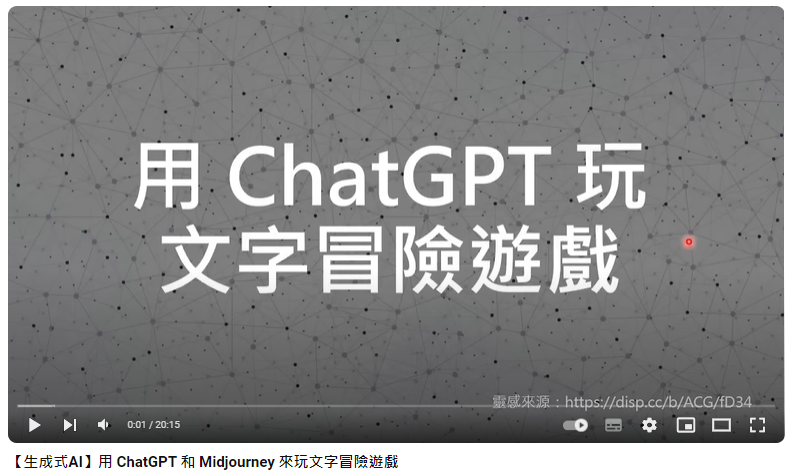 用 ChatGPT 玩
文字冒險遊戲
靈感來源：https://disp.cc/b/ACG/fD34
0:01 / 20:15
【生成式AI】用 ChatGPT 和 Midjourney 來玩文字冒險遊戲